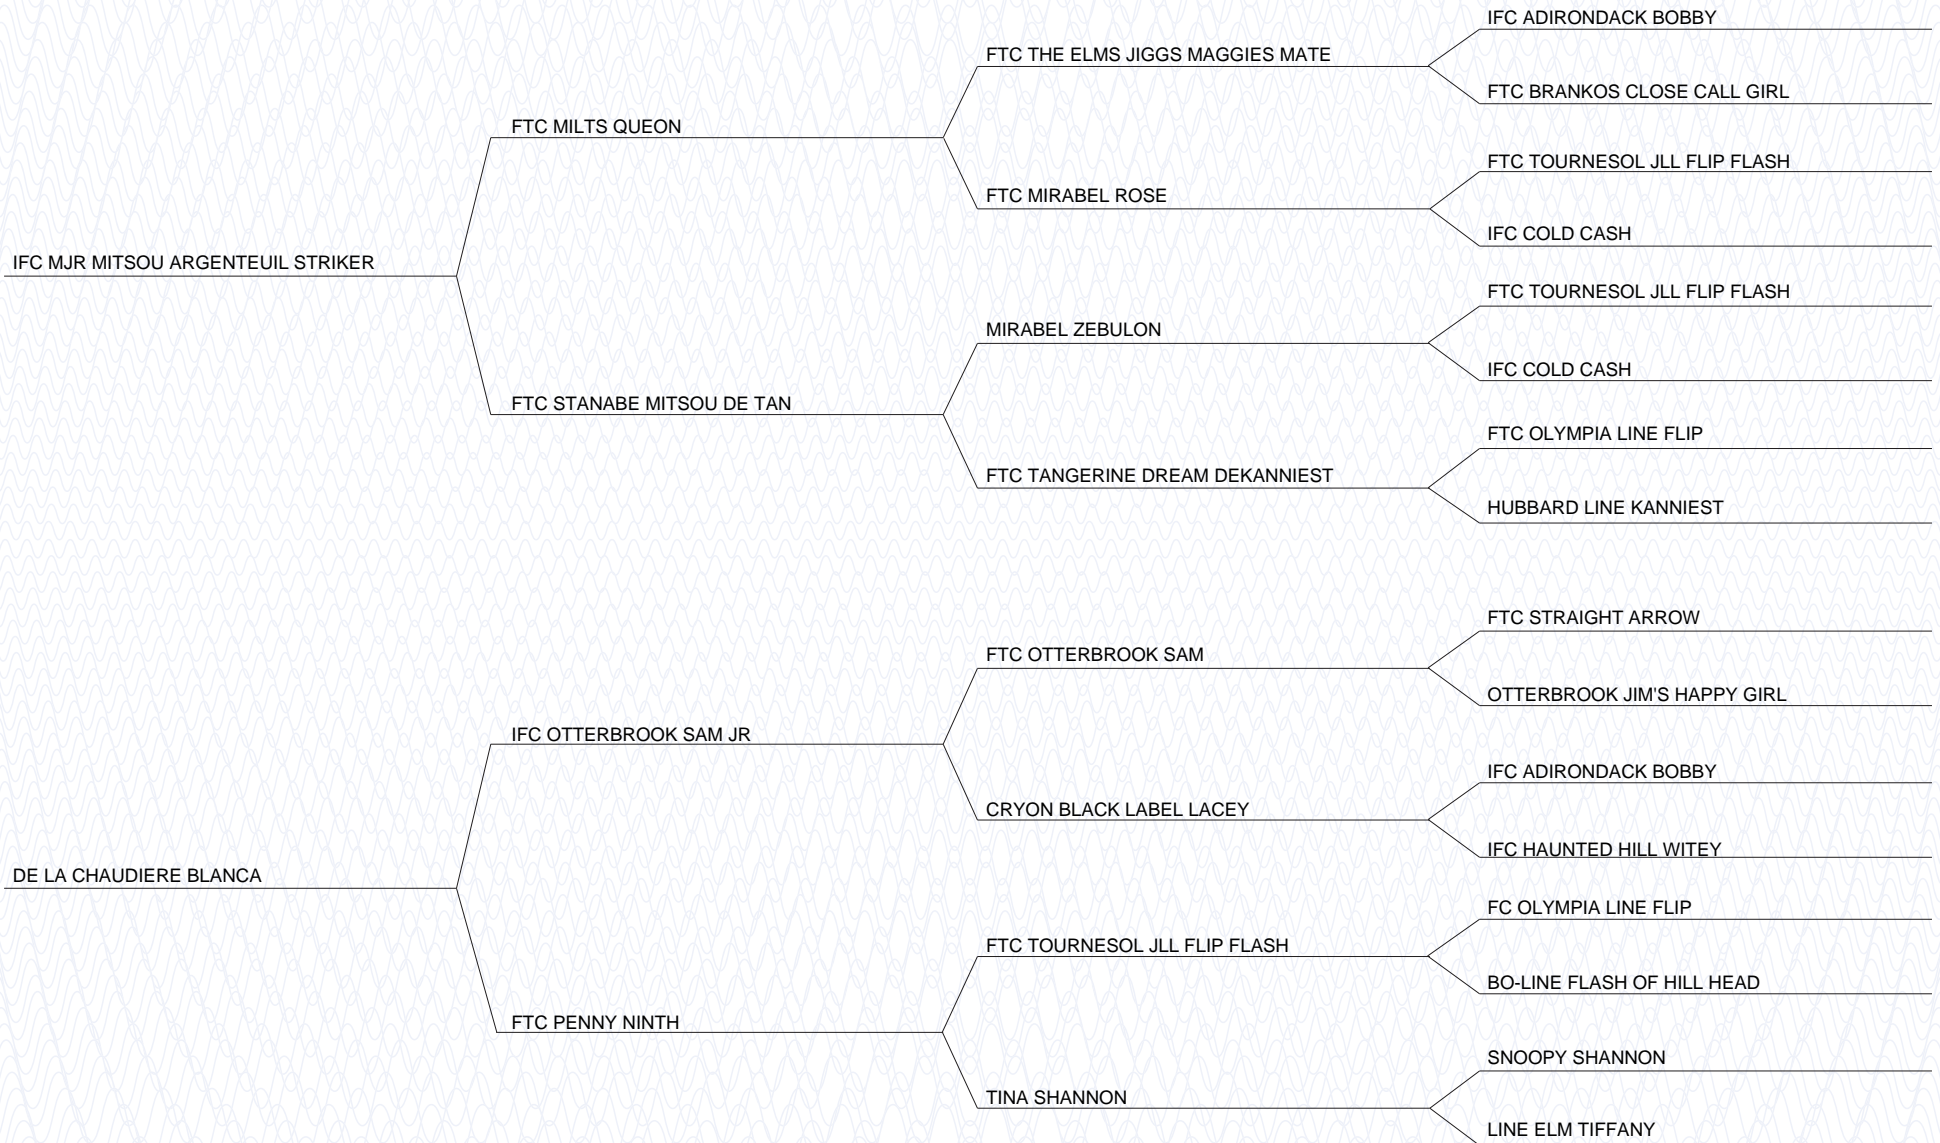 IFC ADIRONDACK BOBBY
FTC THE ELMS JIGGS MAGGIES MATE
FTC BRANKOS CLOSE CALL GIRL
FTC MILTS QUEON
FTC TOURNESOL JLL FLIP FLASH
FTC MIRABEL ROSE
IFC COLD CASH
IFC MJR MITSOU ARGENTEUIL STRIKER
FTC TOURNESOL JLL FLIP FLASH
MIRABEL ZEBULON
IFC COLD CASH
FTC STANABE MITSOU DE TAN
FTC OLYMPIA LINE FLIP
FTC TANGERINE DREAM DEKANNIEST
HUBBARD LINE KANNIEST
FTC STRAIGHT ARROW
FTC OTTERBROOK SAM
OTTERBROOK JIM'S HAPPY GIRL
IFC OTTERBROOK SAM JR
IFC ADIRONDACK BOBBY
CRYON BLACK LABEL LACEY
IFC HAUNTED HILL WITEY
DE LA CHAUDIERE BLANCA
FC OLYMPIA LINE FLIP
FTC TOURNESOL JLL FLIP FLASH
BO-LINE FLASH OF HILL HEAD
FTC PENNY NINTH
SNOOPY SHANNON
TINA SHANNON
LINE ELM TIFFANY